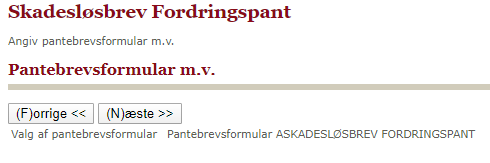 Skadesløsbrev Fordringspant
Angiv pantebrevsformular m.v.
Pantebrevsformular m.v.
(F)orrige << (N)æste >>
Valg af pantebrevsformular Pantebrevsformular ASKADESLØSBREV FORDRINGSPANT